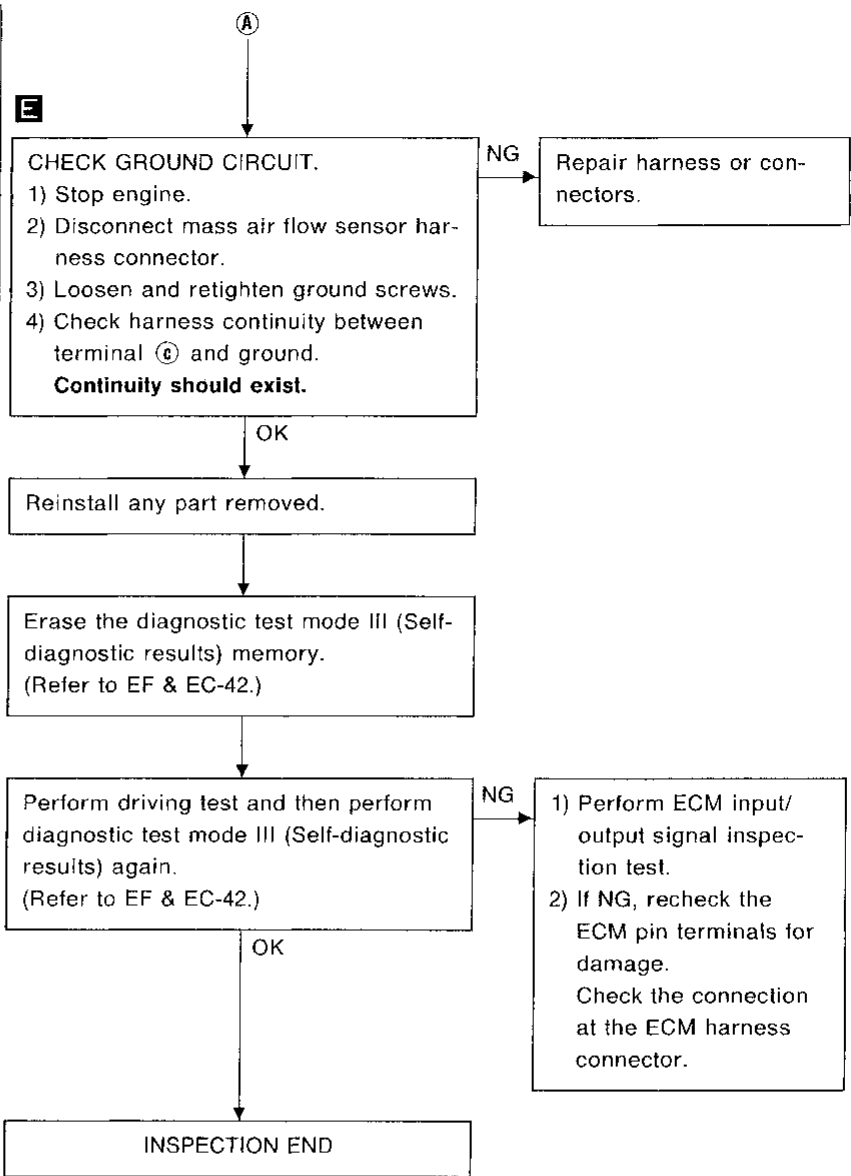 Ⓐ
E
CHECK GROUND CIRCUIT.
1) Stop engine.
2) Disconnect mass air flow sensor har-
ness connector.
3) Loosen and retighten ground screws.
4) Check harness continuity between
terminal ⓒ and ground.
Continuity should exist.
NG
Repair harness or con-
nectors.
OK
Reinstall any part removed.
Erase the diagnostic test mode III (Self-
diagnostic results) memory.
(Refer to EF & EC-42.)
Perform driving test and then perform
diagnostic test mode III (Self-diagnostic
results) again.
(Refer to EF & EC-42.)
NG
1) Perform ECM input/
output signal inspec-
tion test.
2) If NG, recheck the
ECM pin terminals for
damage.
Check the connection
at the ECM harness
connector.
OK
INSPECTION END